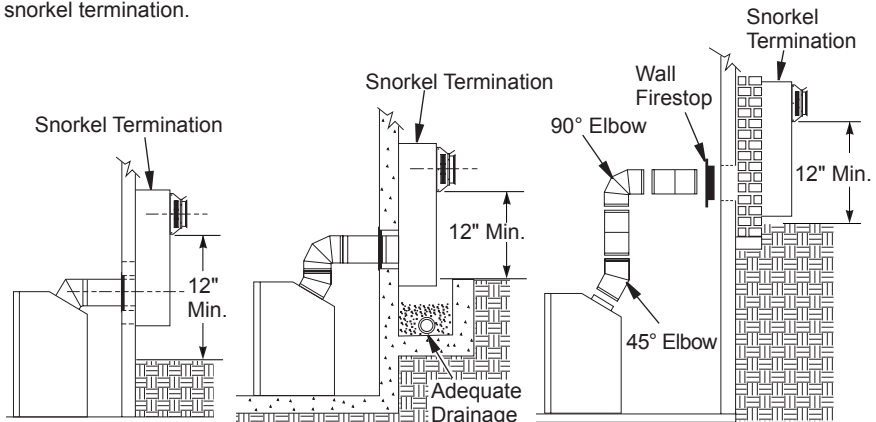 snorkel termination.
Snorkel Termination
12"
Min.
Snorkel Termination
12" Min.
Adequate
Drainage
Snorkel
Termination
Wall
Firestop
90° Elbow
12" Min.
45° Elbow